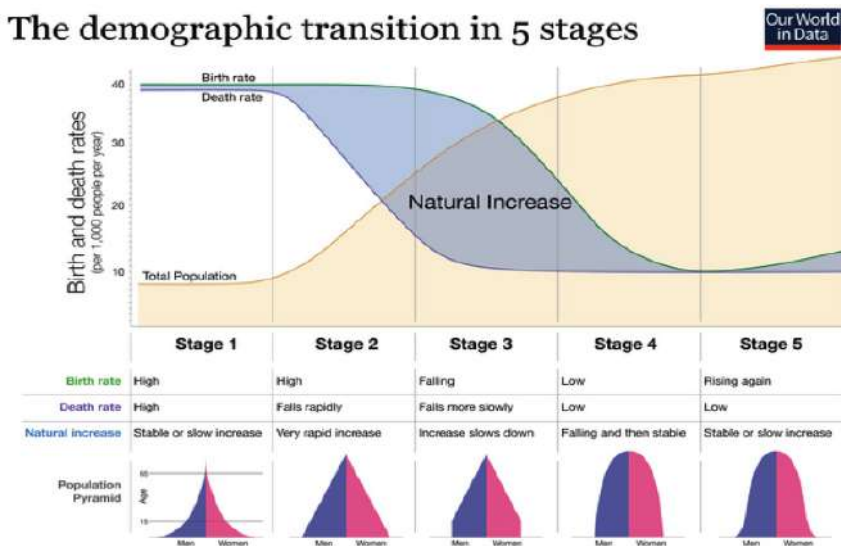 The demographic transition in 5 stages
Our World
in Data
Birth and death rates
(per 1,000 people per year)
40
30
20
10
Birth rate
Death rate
Natural Increase
Total Population
Stage 1 Stage 2 Stage 3 Stage 4 Stage 5
Birth rate High High Falling Low Rising again
Death rate High Falls rapidly Falls more slowly Low Low
Natural increase Stable or slow increase Very rapid increase Increase slows down Falling and then stable Stable or slow increase
Population
Pyramid
Age
65
15
Men Women Men Women Men Women Men Women Men Women